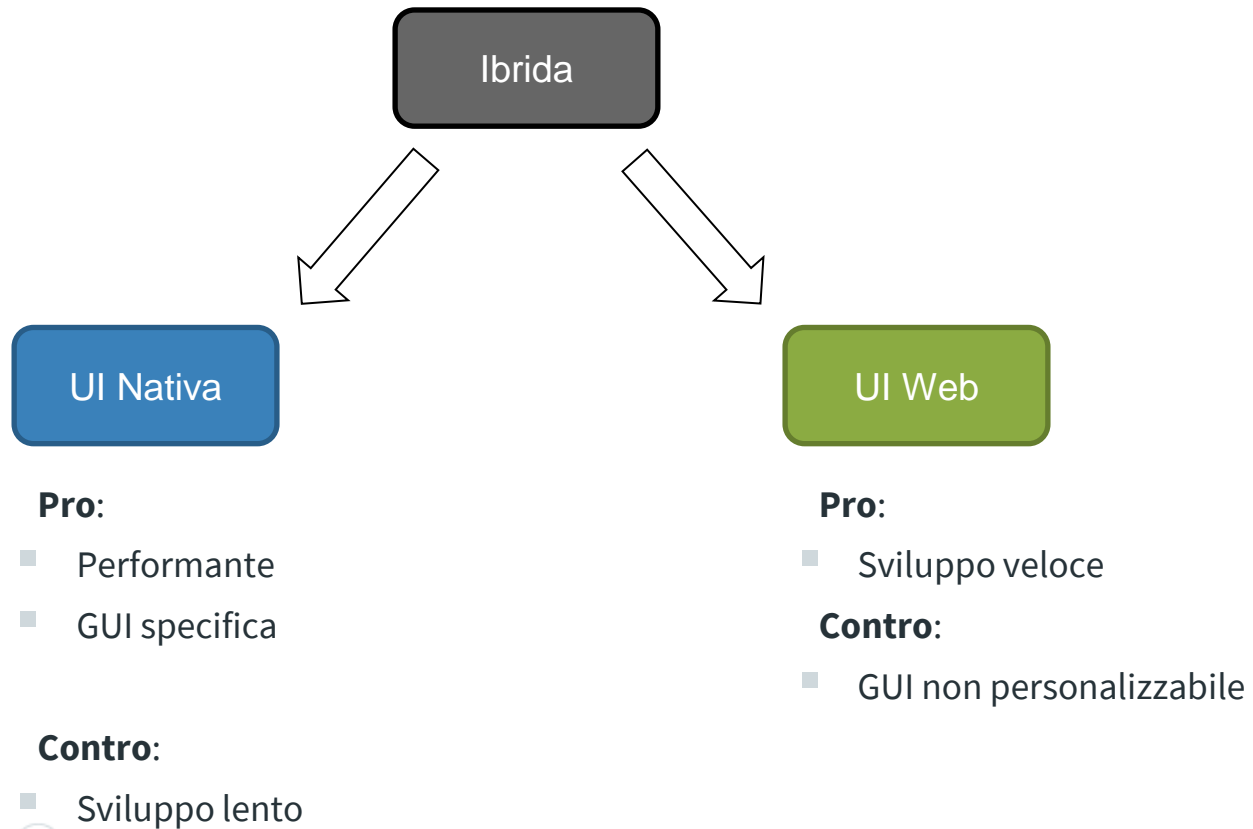 Ibrida
UI Nativa
Pro:
Performante
GUI specifica
Contro:
Sviluppo lento
UI Web
Pro:
Sviluppo veloce
Contro:
GUI non personalizzabile